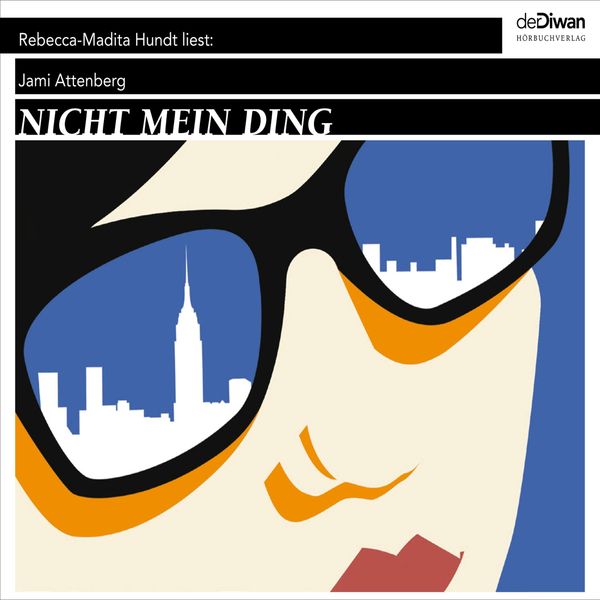 Rebecca-Madita Hundt liest:
deDiwan
HÖRBUCHVERLAG
Jami Attenberg
NICHT MEIN DING